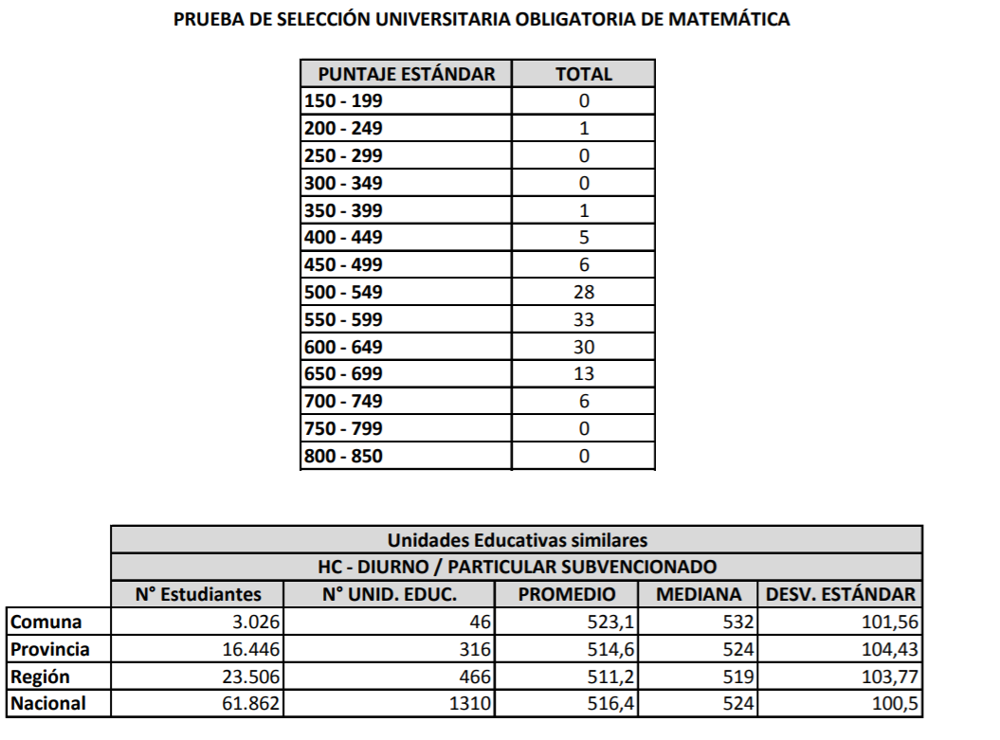 PRUEBA DE SELECCIÓN UNIVERSITARIA OBLIGATORIA DE MATEMÁTICA
PUNTAJE ESTÁNDAR TOTAL
150 - 199 0
200 - 249 1
250 - 299 0
300 - 349 0
350 - 399 1
400 - 449 5
450 - 499 6
500 - 549 28
550 - 599 33
600 - 649 30
650 - 699 13
700 - 749 6
750 - 799 0
800 - 850 0
Unidades Educativas similares
HC - DIURNO / PARTICULAR SUBVENCIONADO
N° Estudiantes N° UNID. EDUC. PROMEDIO MEDIANA DESV. ESTÁNDAR
Comuna 3.026 46 523,1 532 101,56
Provincia 16.446 316 514,6 524 104,43
Región 23.506 466 511,2 519 103,77
Nacional 61.862 1310 516,4 524 100,5